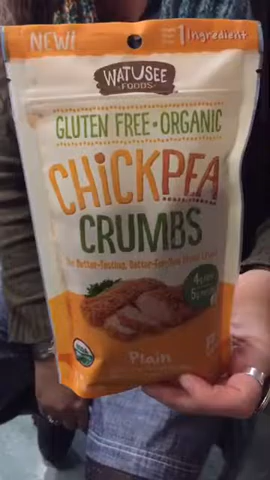 NEW!
1 Ingredient
WATUSEE
FOODS
GLUTEN FREE • ORGANIC
CHICKPEA
CRUMBS
The Better-Tasting, Better-For-You Bread Crumb
Plain